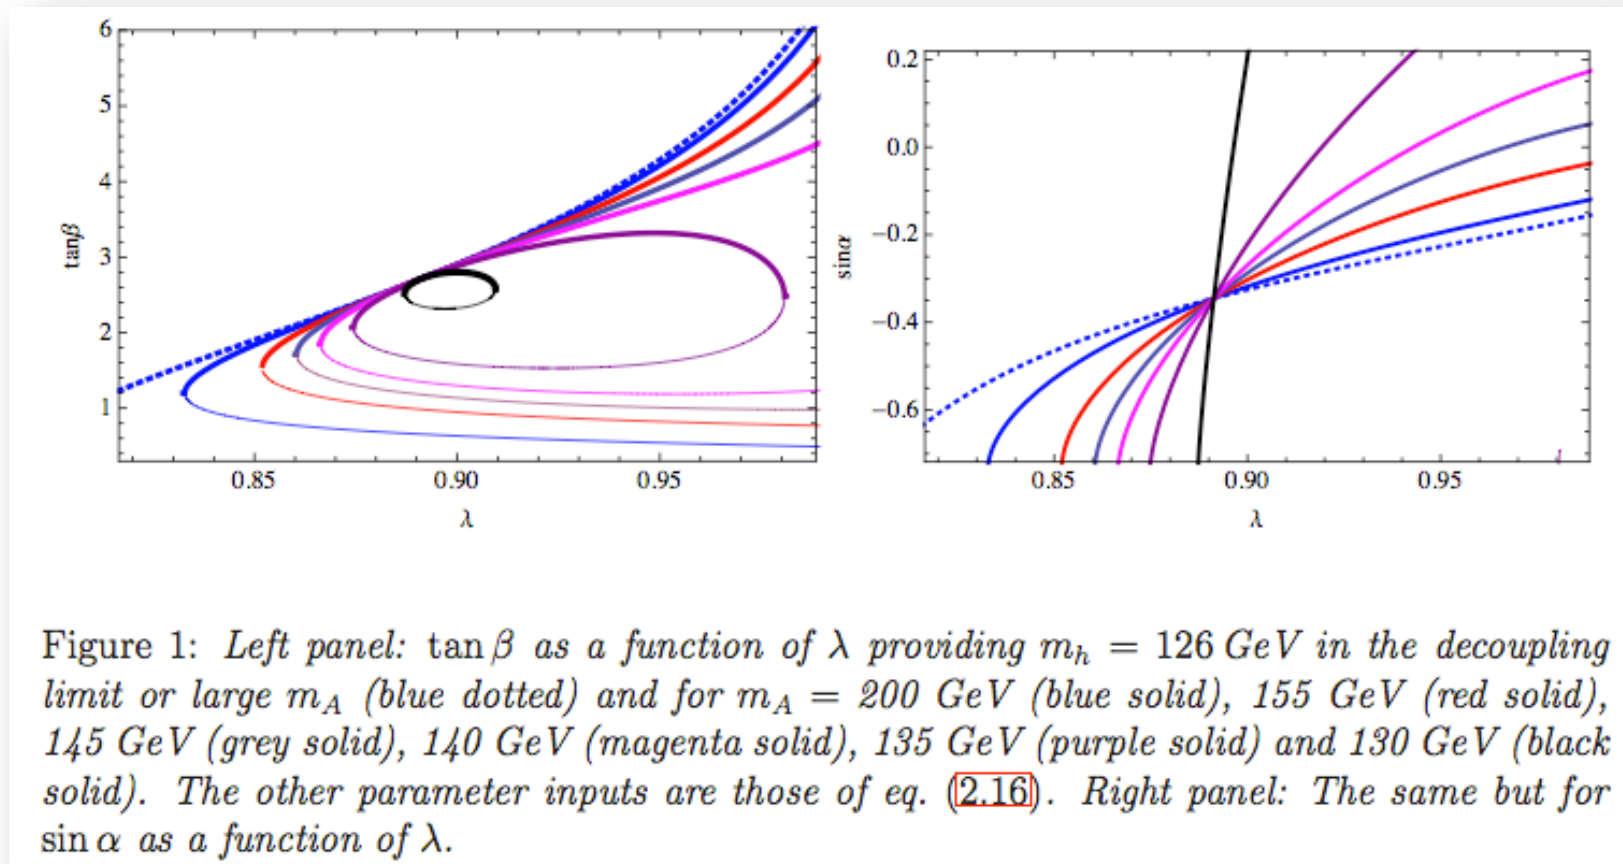 6
5
4
3
2
1
tanβ
0.85
0.90
0.95
λ
0.2
0.0
−0.2
−0.4
−0.6
sinα
0.85
0.90
0.95
λ
Figure 1: Left panel: tan β as a function of λ providing m_h = 126 GeV in the decoupling
limit or large m_A (blue dotted) and for m_A = 200 GeV (blue solid), 155 GeV (red solid),
145 GeV (grey solid), 140 GeV (magenta solid), 135 GeV (purple solid) and 130 GeV (black
solid). The other parameter inputs are those of eq. (2.16). Right panel: The same but for
sin α as a function of λ.